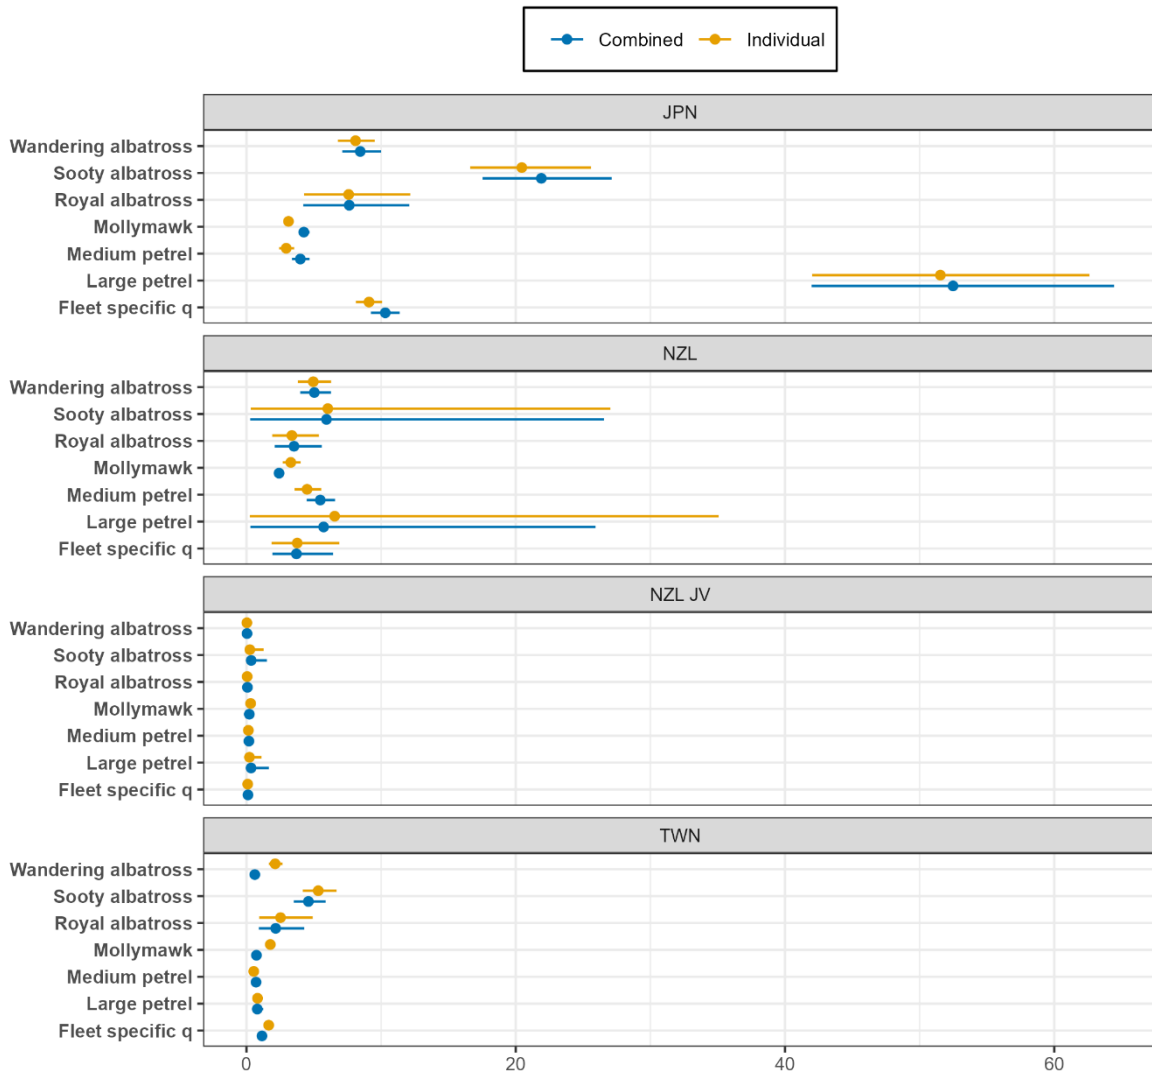 Combined Individual
JPN
Wandering albatross
Sooty albatross
Royal albatross
Mollymawk
Medium petrel
Large petrel
Fleet specific q
NZL
Wandering albatross
Sooty albatross
Royal albatross
Mollymawk
Medium petrel
Large petrel
Fleet specific q
NZL JV
Wandering albatross
Sooty albatross
Royal albatross
Mollymawk
Medium petrel
Large petrel
Fleet specific q
TWN
Wandering albatross
Sooty albatross
Royal albatross
Mollymawk
Medium petrel
Large petrel
Fleet specific q
0 20 40 60